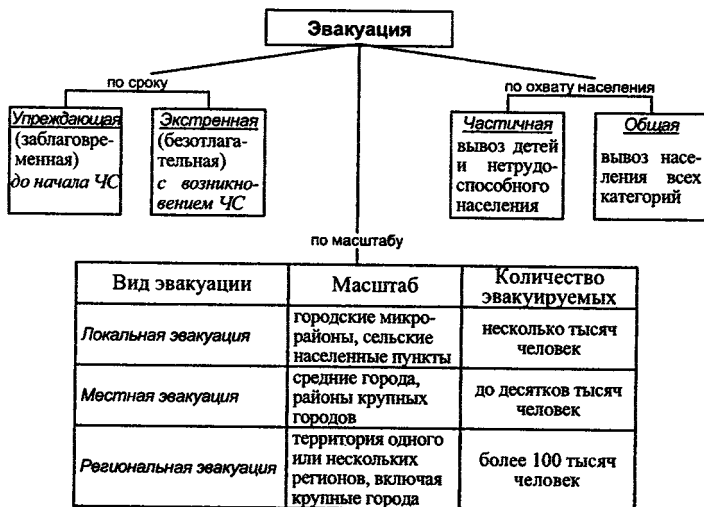 Эвакуация
по сроку
по охвату населения
Упреждающая
(заблаговре-
менная)
до начала ЧС
Экстренная
(безотлага-
тельная)
с возникно-
вением ЧС
Частичная
вывоз детей
и нетрудо-
способного
населения
Общая
вывоз насе-
ления всех
категорий
по масштабу
Вид эвакуации
Масштаб
Количество
эвакуируемых
Локальная эвакуация
городские микро-
районы, сельские
населенные пункты
несколько тысяч
человек
Местная эвакуация
средние города,
районы крупных
городов
до десятков тысяч
человек
Региональная эвакуация
территория одного
или нескольких
регионов, включая
крупные города
более 100 тысяч
человек